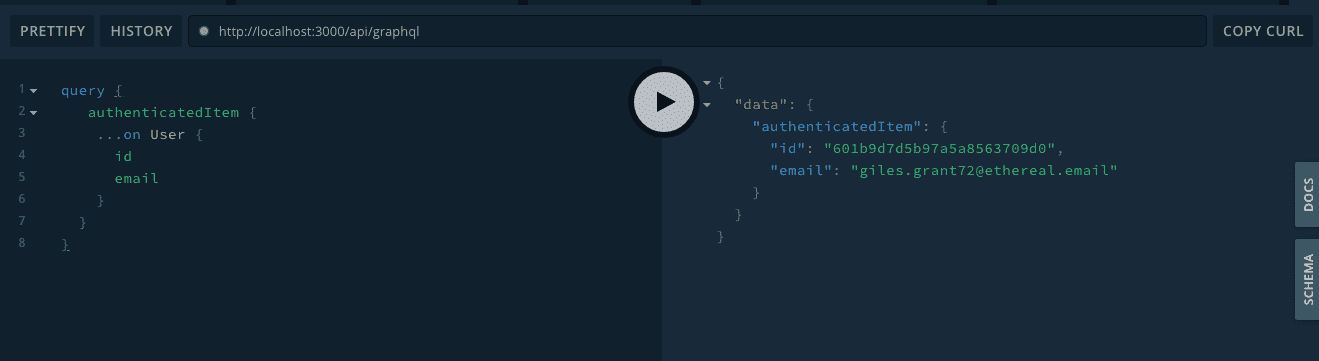 PRETTIFY HISTORY http://localhost:3000/api/graphql COPY CURL
1 query {
2 authenticatedItem {
3 ...on User {
4 id
5 email
6 }
7 }
8 }
{
"data": {
"authenticatedItem": {
"id": "601b9d7d5b97a5a8563709d0",
"email": "giles.grant72@ethereal.email"
}
}
}
DOCS
SCHEMA